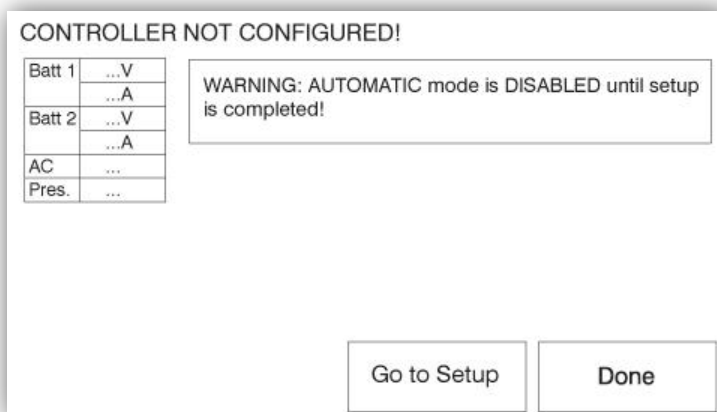 CONTROLLER NOT CONFIGURED!
Batt 1 ...V
...A
Batt 2 ...V
...A
AC ...
Pres. ...
WARNING: AUTOMATIC mode is DISABLED until setup
is completed!
Go to Setup
Done